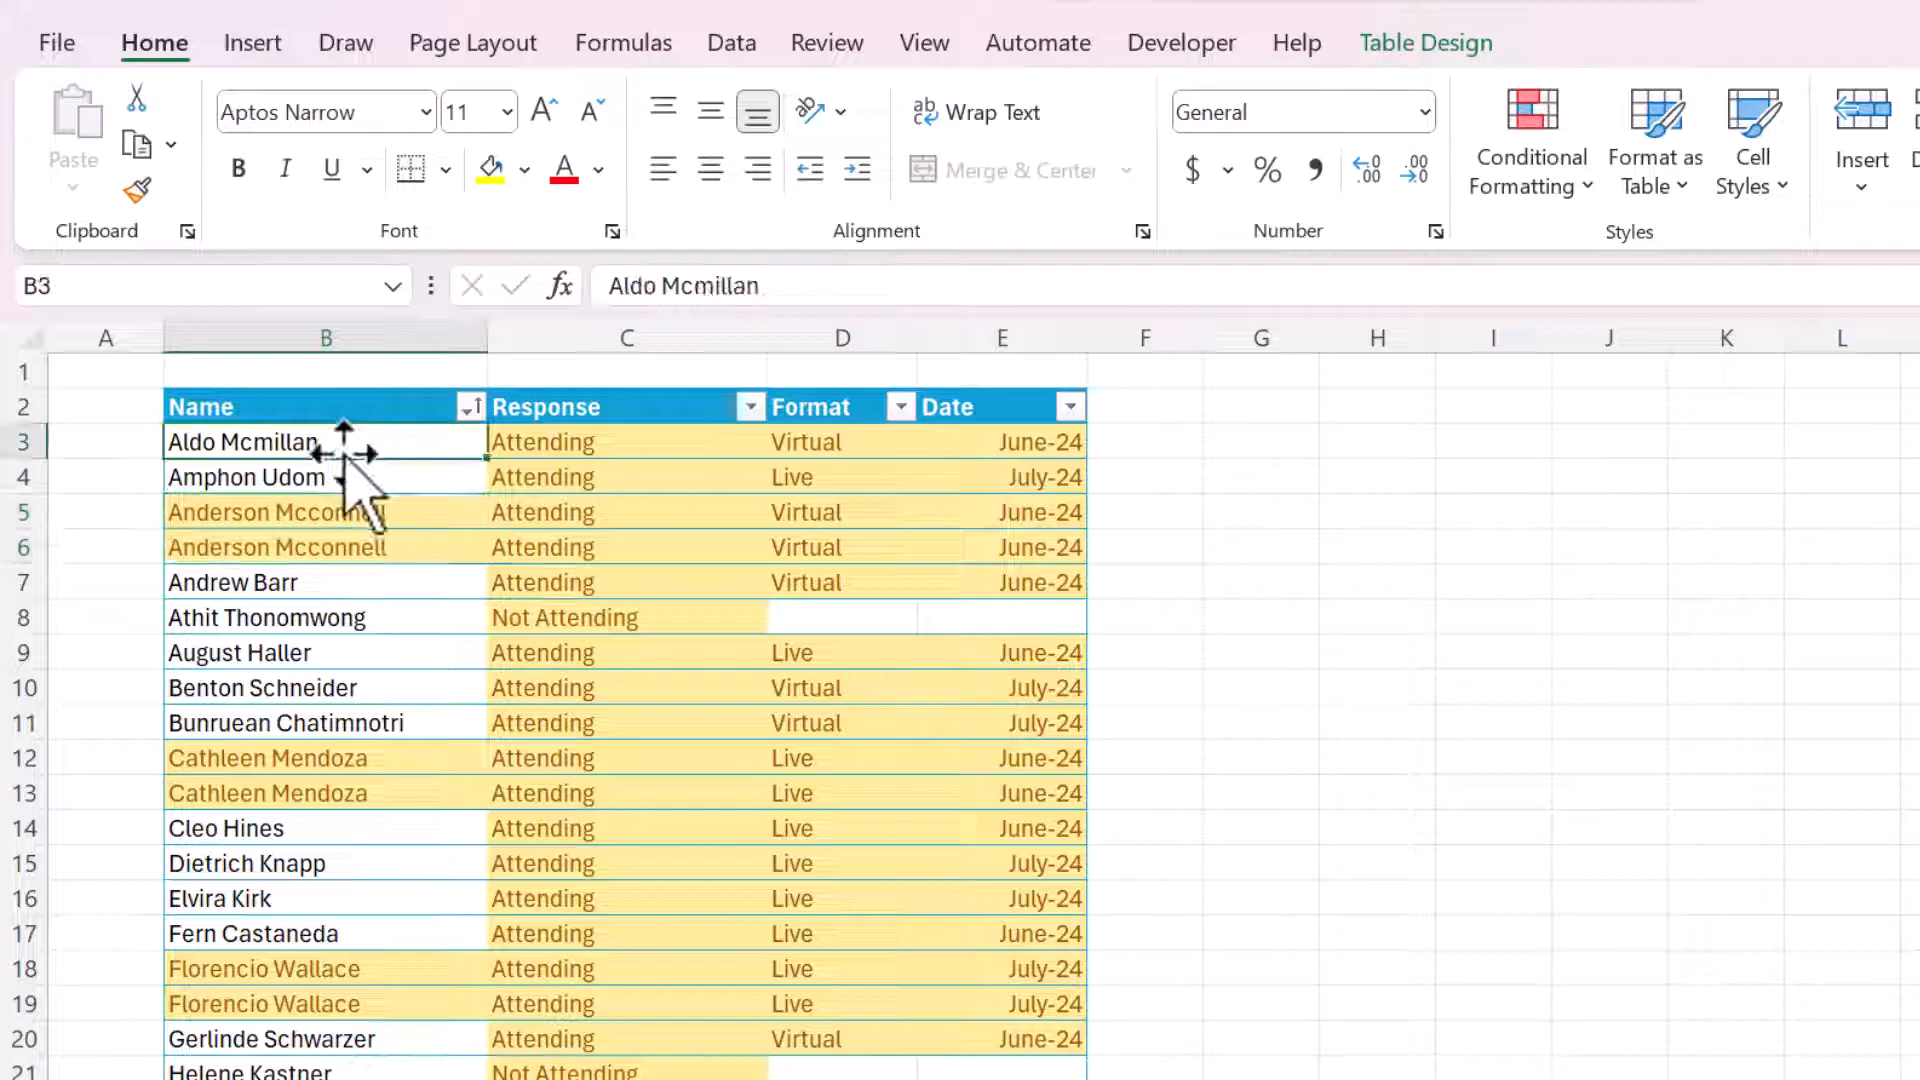 File Home Insert Draw Page Layout Formulas Data Review View Automate Developer Help Table Design
Paste
Clipboard
Aptos Narrow 11 A A
B I U A
Font
ab Wrap Text
Merge & Center
Alignment
General
$ % 9 .00 .00
Number
Conditional Formatting
Format as Table
Cell Styles
Styles
Insert
B3 fx Aldo Mcmillan
A B C D E F G H I J K L
1
2 Name Response Format Date
3 Aldo Mcmillan Attending Virtual June-24
4 Amphon Udom Attending Live July-24
5 Anderson Mcconnell Attending Virtual June-24
6 Anderson Mcconnell Attending Virtual June-24
7 Andrew Barr Attending Virtual June-24
8 Athit Thonomwong Not Attending
9 August Haller Attending Live June-24
10 Benton Schneider Attending Virtual July-24
11 Bunruean Chatimnotri Attending Virtual July-24
12 Cathleen Mendoza Attending Live June-24
13 Cathleen Mendoza Attending Live June-24
14 Cleo Hines Attending Live June-24
15 Dietrich Knapp Attending Live July-24
16 Elvira Kirk Attending Live July-24
17 Fern Castaneda Attending Live June-24
18 Florencio Wallace Attending Live July-24
19 Florencio Wallace Attending Live July-24
20 Gerlinde Schwarzer Attending Virtual June-24
21 Helene Kastner Not Attending